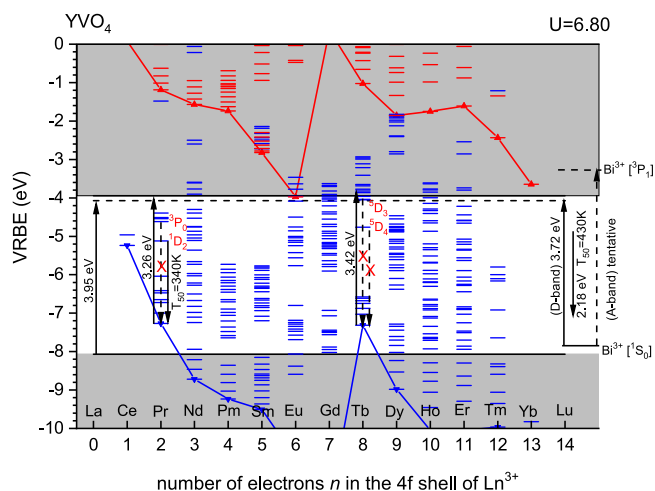 YVO₄ U=6.80
0
-1
-2
-3
-4
-5
-6
-7
-8
-9
-10
VRBE (eV)
3.95 eV
3.26 eV
³P₀
¹D₂
X
T₅₀=340K
3.42 eV
⁵D₃
⁵D₄
X
X
(D-band) 3.72 eV
2.18 eV T₅₀=430K
(A-band) tentative
Bi³⁺ [³P₁]
Bi³⁺ [¹S₀]
La Ce Pr Nd Pm Sm Eu Gd Tb Dy Ho Er Tm Yb Lu
0 1 2 3 4 5 6 7 8 9 10 11 12 13 14
number of electrons n in the 4f shell of Ln³⁺